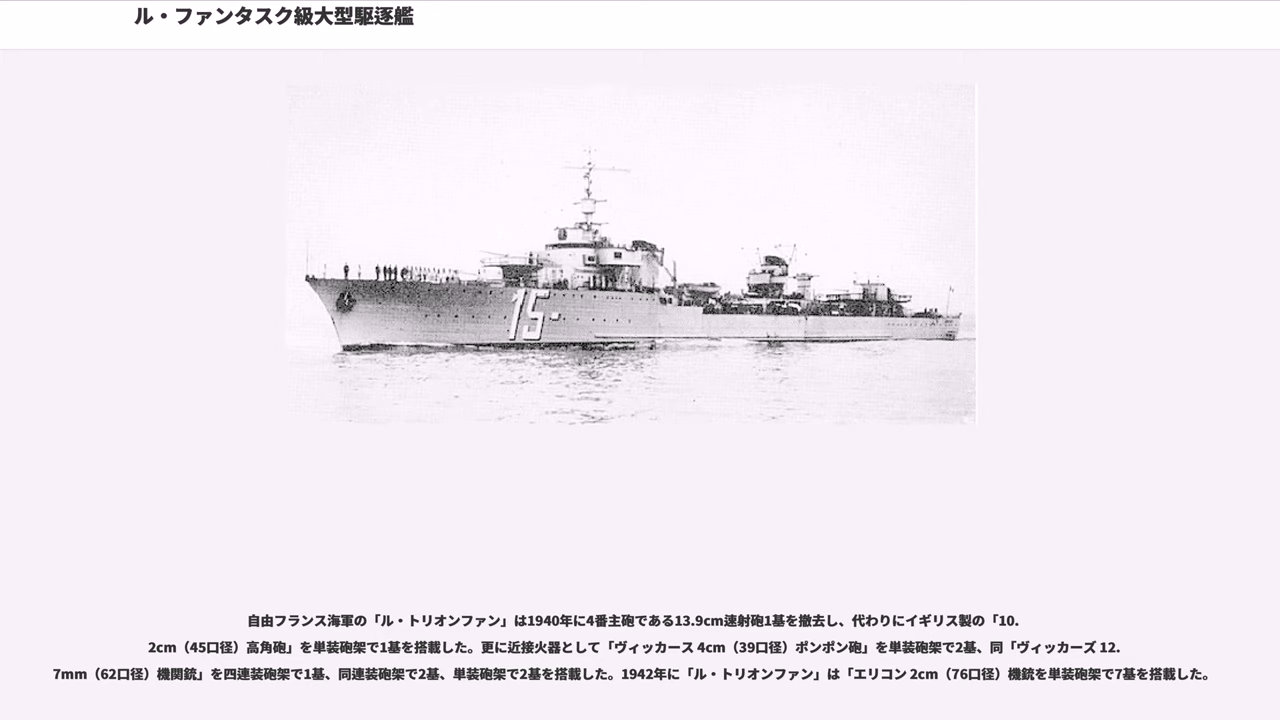 ル・ファンタスク級大型駆逐艦
15
自由フランス海軍の「ル・トリオンファン」は1940年に4番主砲である13.9cm速射砲1基を撤去し、代わりにイギリス製の「10.
2cm（45口径）高角砲」を単装砲架で1基を搭載した。更に近接火器として「ヴィッカース 4cm（39口径）ポンポン砲」を単装砲架で2基、同「ヴィッカーズ 12.
7mm（62口径）機関銃」を四連装砲架で1基、同連装砲架で2基、単装砲架で2基を搭載した。1942年に「ル・トリオンファン」は「エリコン 2cm（76口径）機銃を単装砲架で7基を搭載した。